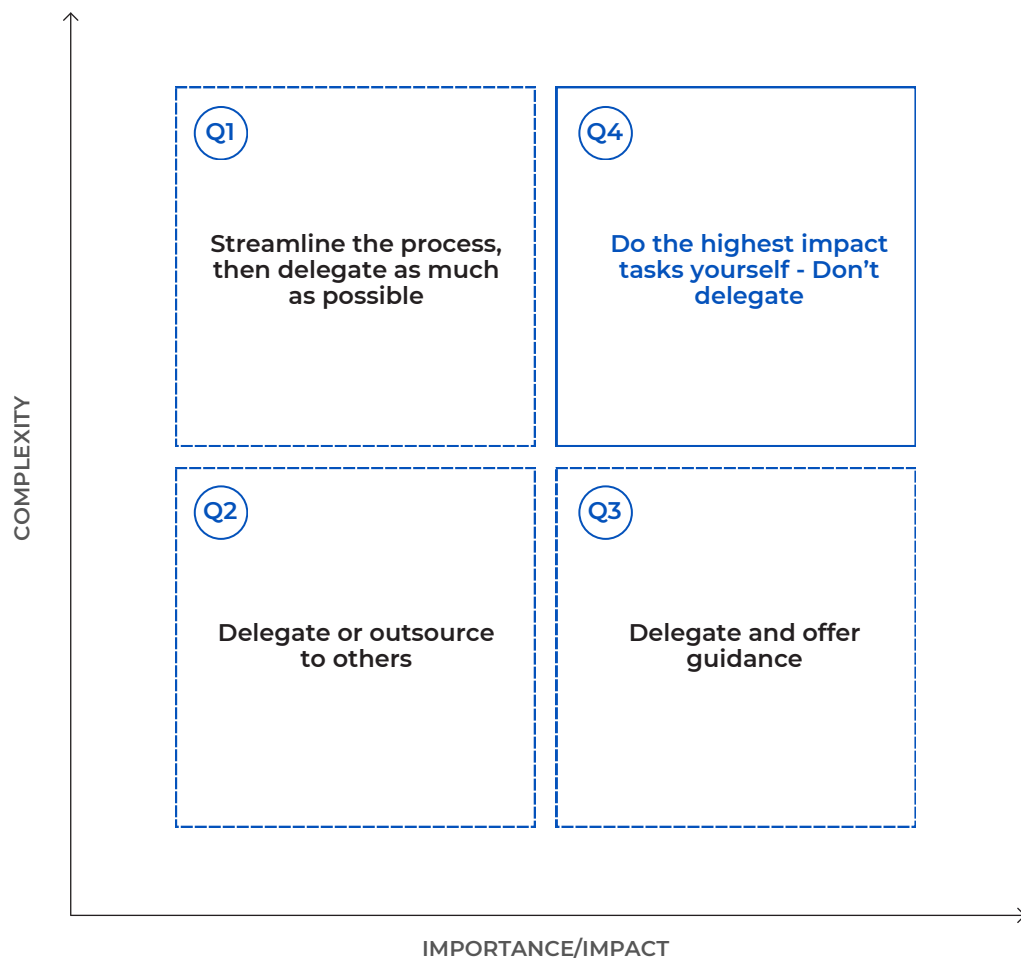 Q1
Streamline the process,
then delegate as much
as possible
Q4
Do the highest impact
tasks yourself - Don’t
delegate
COMPLEXITY
Q2
Delegate or outsource
to others
Q3
Delegate and offer
guidance
IMPORTANCE/IMPACT